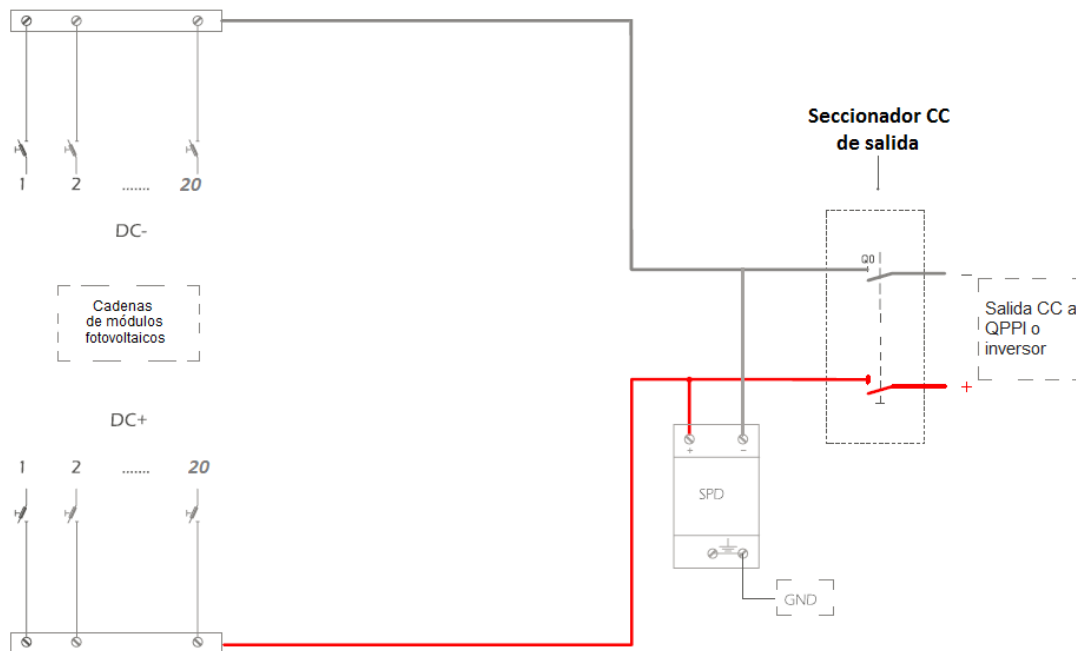 1 2 ....... 20
DC-
Cadenas
de módulos
fotovoltaicos
DC+
1 2 ....... 20
Seccionador CC
de salida
Q0
–
Salida CC a
QPPI o
inversor
+
+ –
SPD
GND